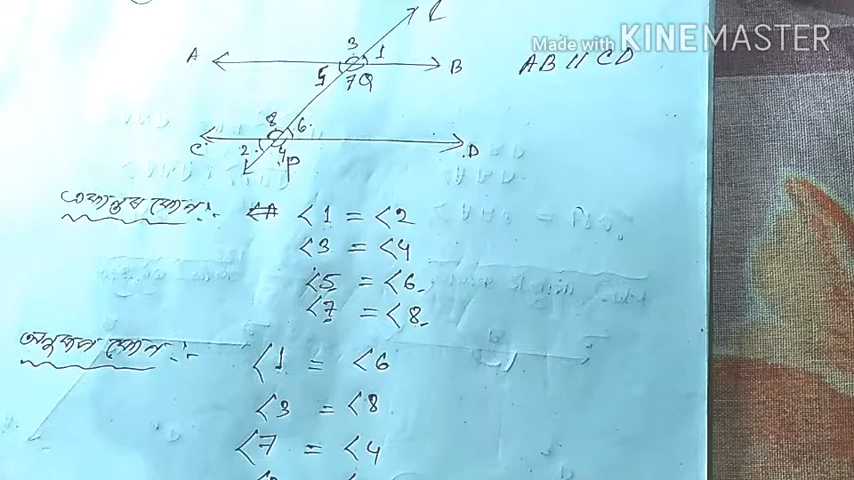 Made with KINEMASTER
L
3 1
A B AB // CD
5 7 Q
8 6
C 2 4 D
P
একান্তর কোন:- <1 = <2
<3 = <4
<5 = <6
<7 = <8
অনুরূপ কোন:- <1 = <6
<3 = <8
<7 = <4